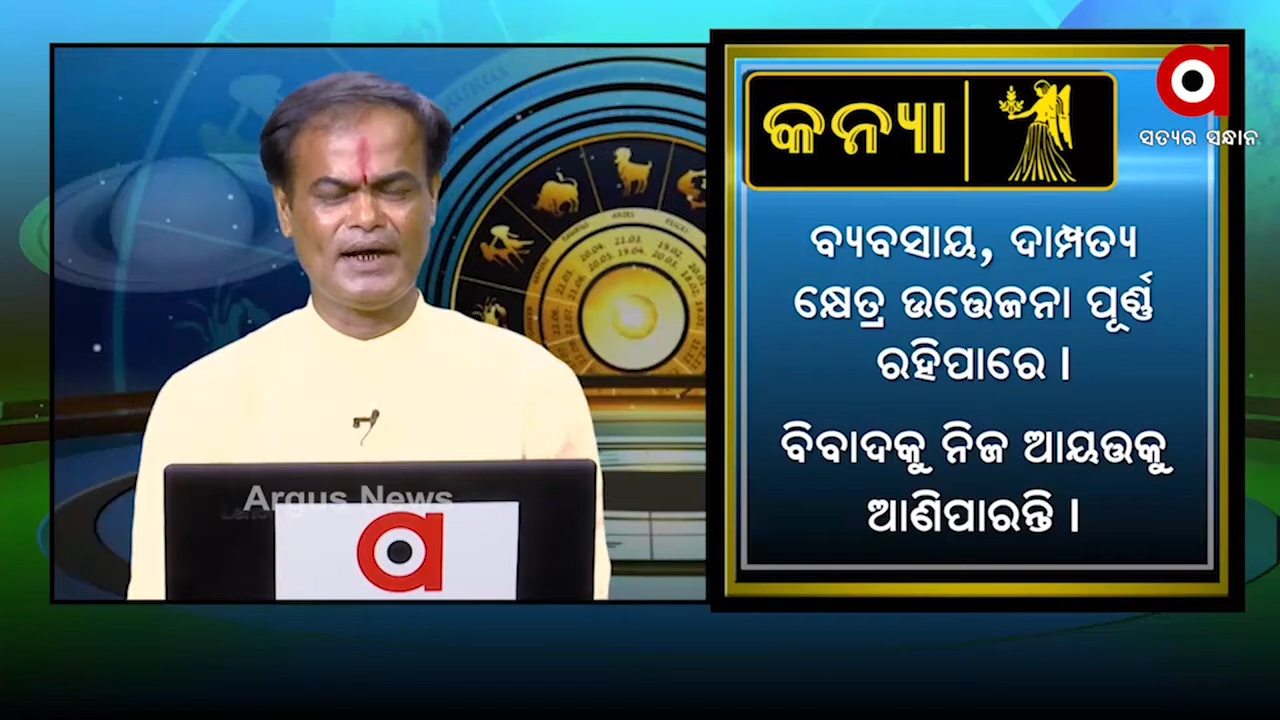 କନ୍ୟା
ସତ୍ୟର ସନ୍ଧାନ
ବ୍ୟବସାୟ, ଦାମ୍ପତ୍ୟ
କ୍ଷେତ୍ର ଉତ୍ତେଜନା ପୂର୍ଣ୍ଣ
ରହିପାରେ ।
ବିବାଦକୁ ନିଜ ଆୟତ୍ତକୁ
ଆଣିପାରନ୍ତି ।
Argus News